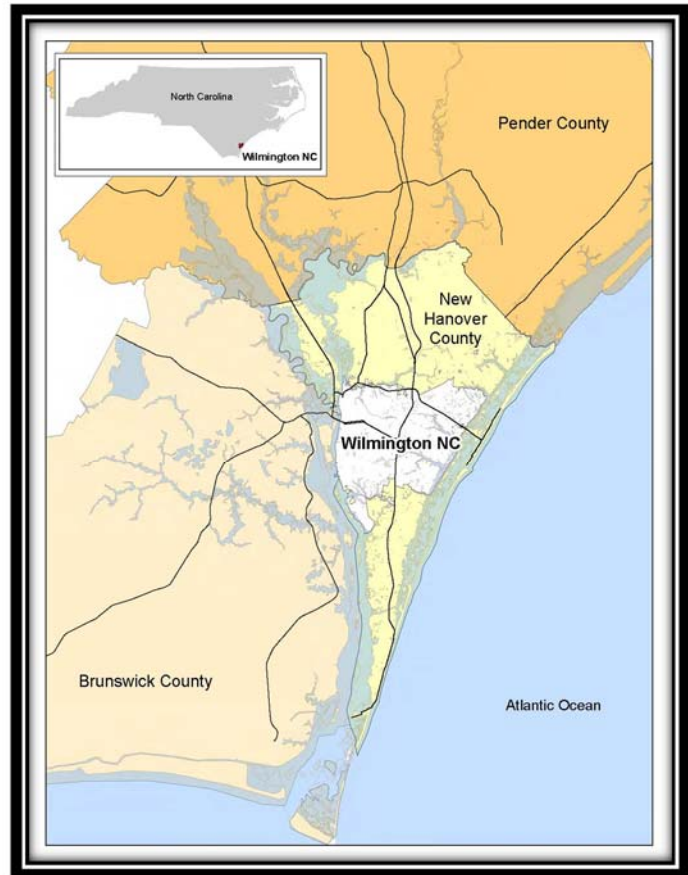 North Carolina
Wilmington NC
Pender County
New
Hanover
County
Wilmington NC
Brunswick County
Atlantic Ocean